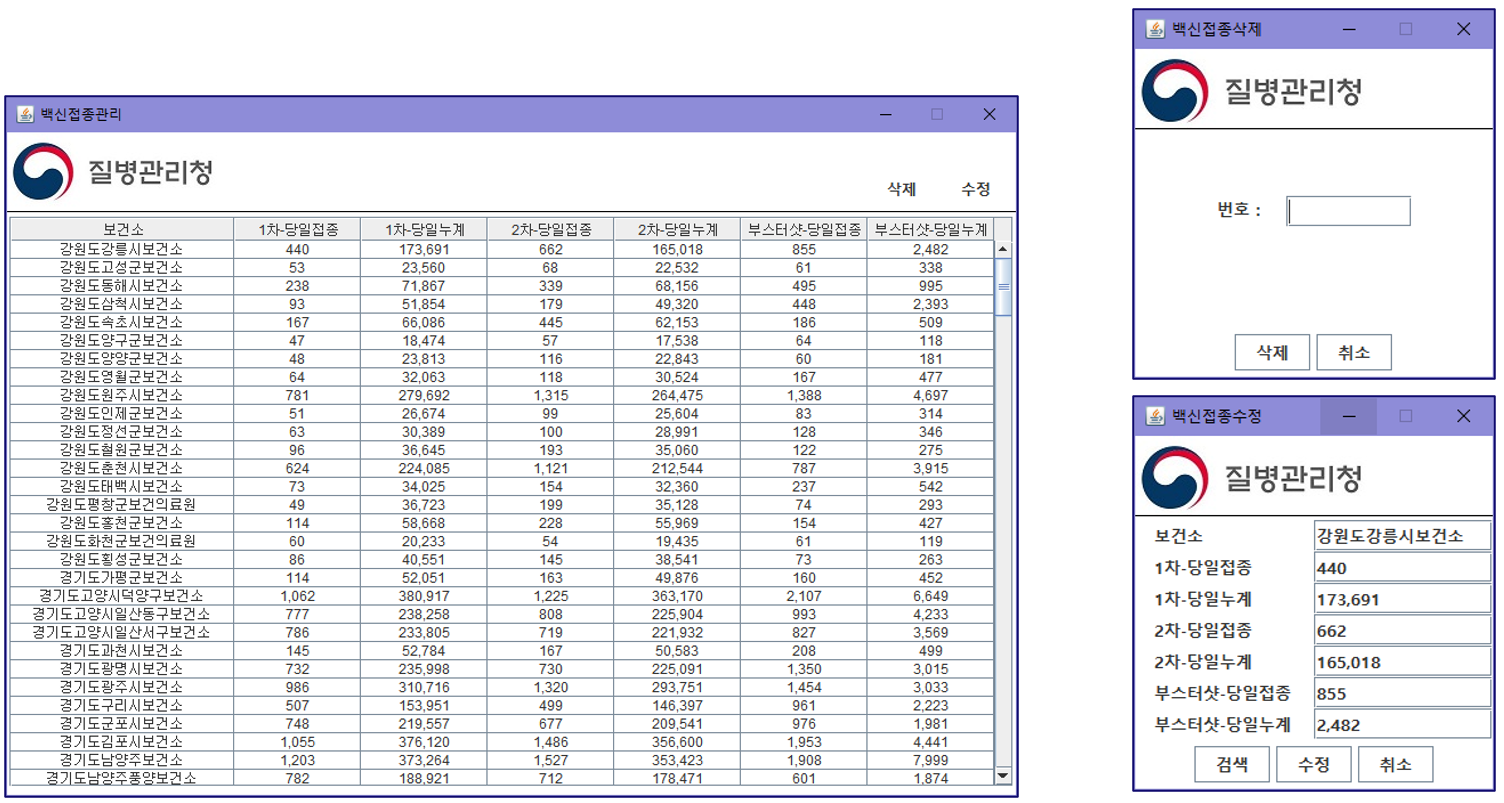 백신접종관리
질병관리청
삭제 수정
보건소 1차-당일접종 1차-당일누계 2차-당일접종 2차-당일누계 부스터샷-당일접종 부스터샷-당일누계
강원도강릉시보건소 440 173,691 662 165,018 855 2,482
강원도고성군보건소 53 23,560 68 22,532 61 338
강원도동해시보건소 238 71,867 339 68,156 495 995
강원도삼척시보건소 93 51,854 179 49,320 448 2,393
강원도속초시보건소 167 66,086 445 62,153 186 509
강원도양구군보건소 47 18,474 57 17,538 64 118
강원도양양군보건소 48 23,813 116 22,843 60 181
강원도영월군보건소 64 32,063 118 30,524 167 477
강원도원주시보건소 781 279,692 1,315 264,475 1,388 4,697
강원도인제군보건소 51 26,674 99 25,604 83 314
강원도정선군보건소 63 30,389 100 28,991 128 346
강원도철원군보건소 96 36,645 193 35,060 122 275
강원도춘천시보건소 624 224,085 1,121 212,544 787 3,915
강원도태백시보건소 73 34,025 154 32,360 237 542
강원도평창군보건의료원 49 36,723 199 35,128 74 293
강원도홍천군보건소 114 58,668 228 55,969 154 427
강원도화천군보건의료원 60 20,233 54 19,435 61 119
강원도횡성군보건소 86 40,551 145 38,541 73 263
경기도가평군보건소 114 52,051 163 49,876 160 452
경기도고양시덕양구보건소 1,062 380,917 1,225 363,170 2,107 6,649
경기도고양시일산동구보건소 777 238,258 808 225,904 993 4,233
경기도고양시일산서구보건소 786 233,805 719 221,932 827 3,569
경기도과천시보건소 145 52,784 167 50,583 208 499
경기도광명시보건소 732 235,998 730 225,091 1,350 3,015
경기도광주시보건소 986 310,716 1,320 293,751 1,454 3,033
경기도구리시보건소 507 153,951 499 146,397 961 2,223
경기도군포시보건소 748 219,557 677 209,541 976 1,981
경기도김포시보건소 1,055 376,120 1,486 356,600 1,953 4,441
경기도남양주보건소 1,203 373,264 1,527 353,423 1,908 7,999
경기도남양주풍양보건소 782 188,921 712 178,471 601 1,874
백신접종삭제
질병관리청
번호 :
삭제 취소
백신접종수정
질병관리청
보건소 강원도강릉시보건소
1차-당일접종 440
1차-당일누계 173,691
2차-당일접종 662
2차-당일누계 165,018
부스터샷-당일접종 855
부스터샷-당일누계 2,482
검색 수정 취소